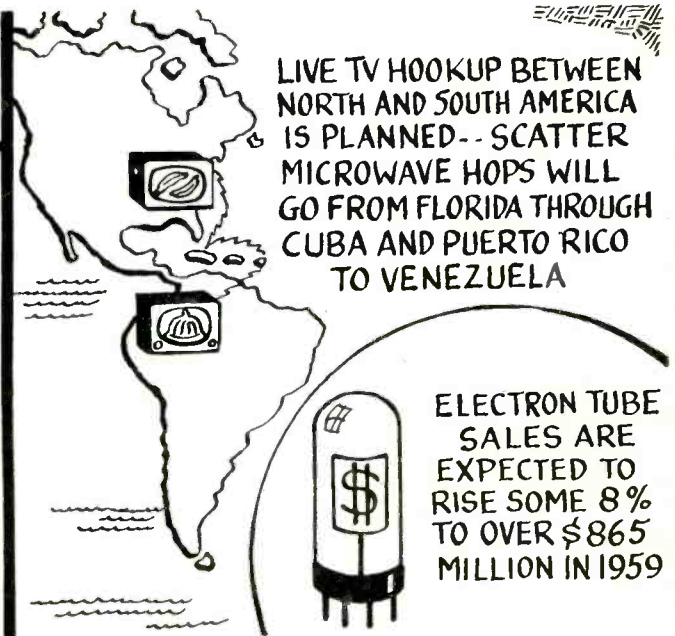 LIVE TV HOOKUP BETWEEN
NORTH AND SOUTH AMERICA
IS PLANNED-- SCATTER
MICROWAVE HOPS WILL
GO FROM FLORIDA THROUGH
CUBA AND PUERTO RICO
TO VENEZUELA
$
ELECTRON TUBE
SALES ARE
EXPECTED TO
RISE SOME 8%
TO OVER $865
MILLION IN 1959